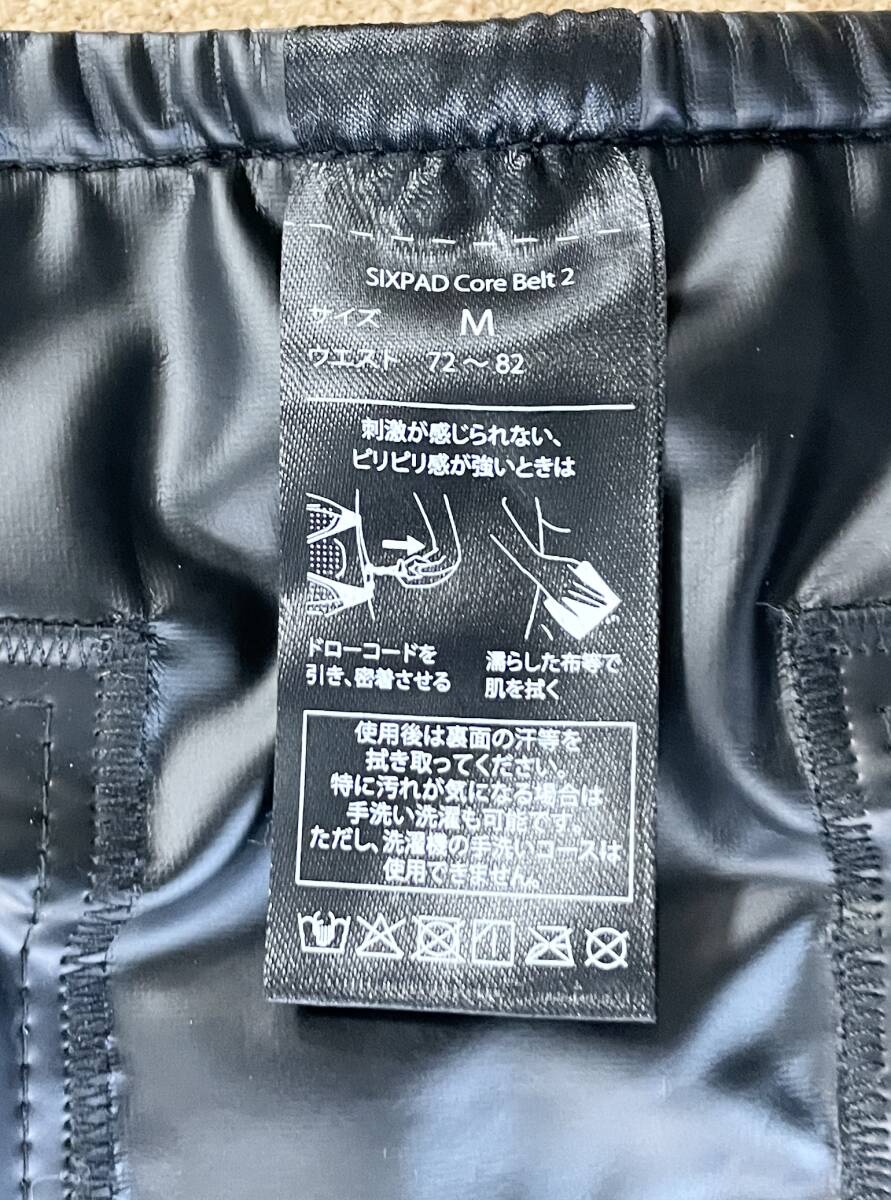 SIXPAD Core Belt 2
サイズ M
ウエスト 72〜82
刺激が感じられない、
ピリピリ感が強いときは
ドローコードを
引き、密着させる
濡らした布等で
肌を拭く
使用後は裏面の汗等を
拭き取ってください。
特に汚れが気になる場合は
手洗い洗濯も可能です。
ただし、洗濯機の手洗いコースは
使用できません。